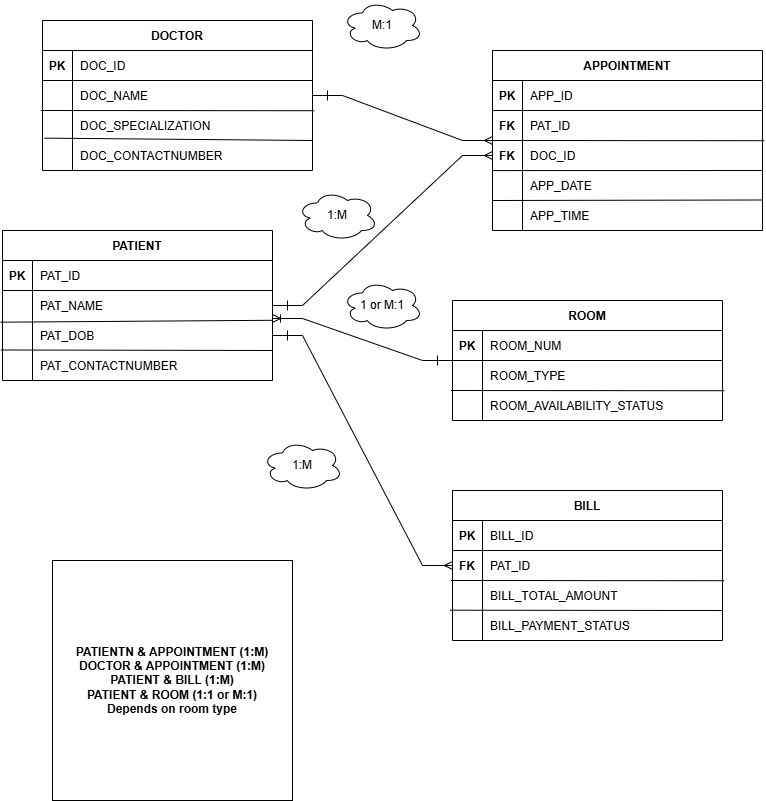 M:1
DOCTOR
PK DOC_ID
DOC_NAME
DOC_SPECIALIZATION
DOC_CONTACTNUMBER
APPOINTMENT
PK APP_ID
FK PAT_ID
FK DOC_ID
APP_DATE
APP_TIME
1:M
PATIENT
PK PAT_ID
PAT_NAME
PAT_DOB
PAT_CONTACTNUMBER
1 or M:1
ROOM
PK ROOM_NUM
ROOM_TYPE
ROOM_AVAILABILITY_STATUS
1:M
BILL
PK BILL_ID
FK PAT_ID
BILL_TOTAL_AMOUNT
BILL_PAYMENT_STATUS
PATIENTN & APPOINTMENT (1:M)
DOCTOR & APPOINTMENT (1:M)
PATIENT & BILL (1:M)
PATIENT & ROOM (1:1 or M:1)
Depends on room type